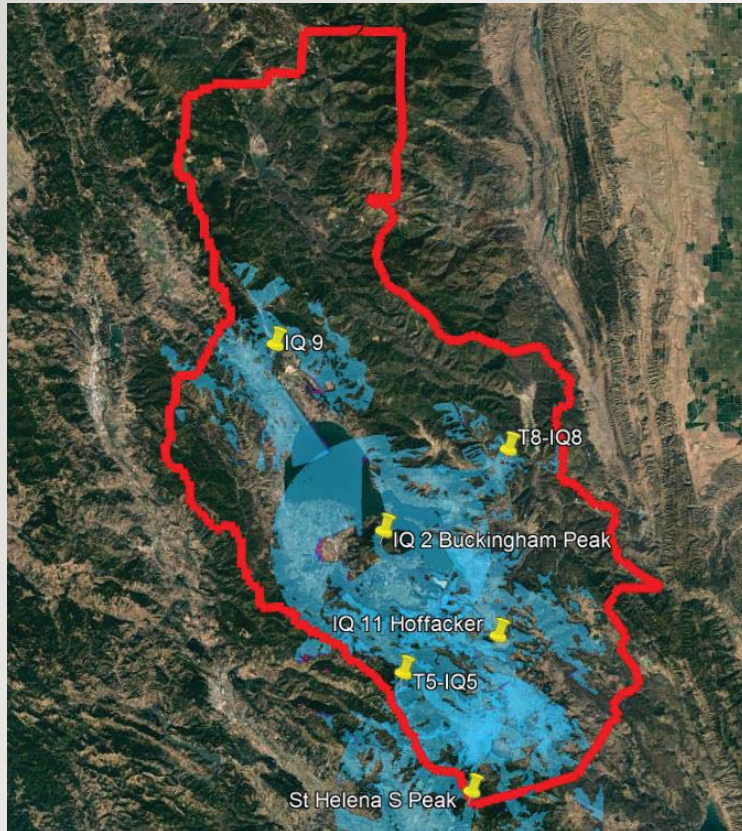 IQ 9
T8-IQ8
IQ 2 Buckingham Peak
IQ 11 Hoffacker
T5-IQ5
St Helena S Peak